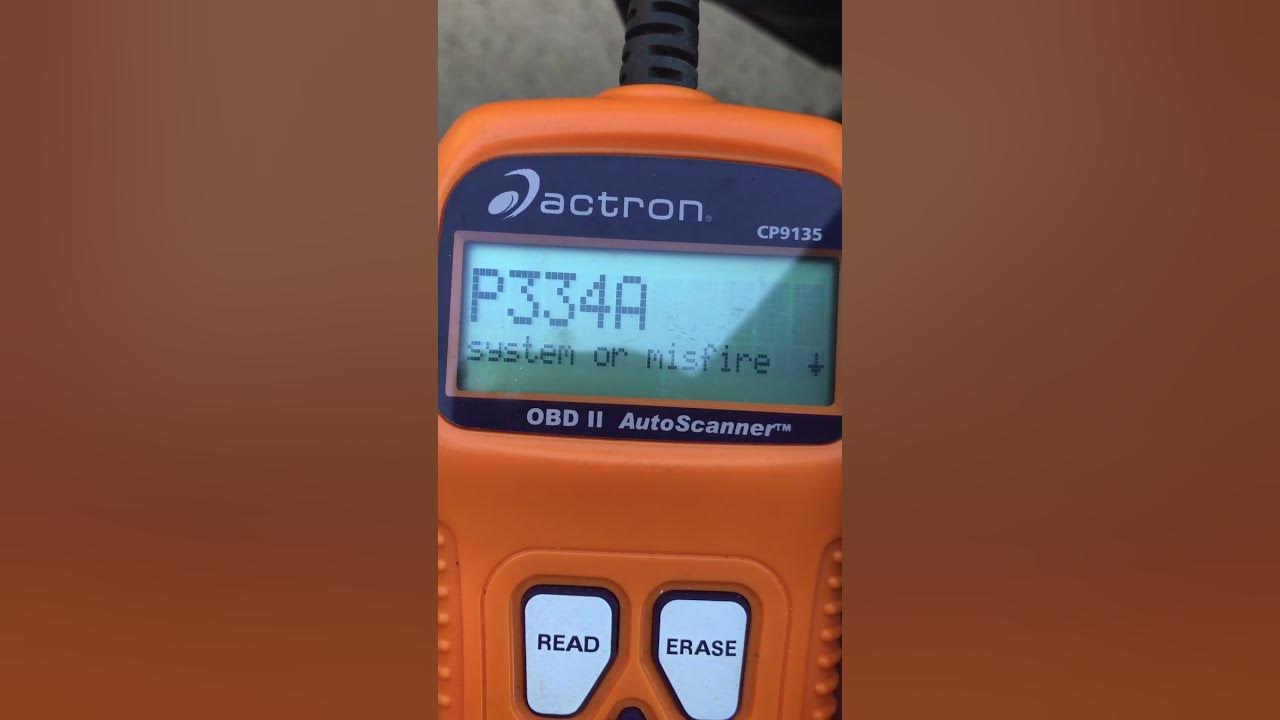 actron®
CP9135
P334A
system or misfire
OBD II AutoScanner™
READ
ERASE